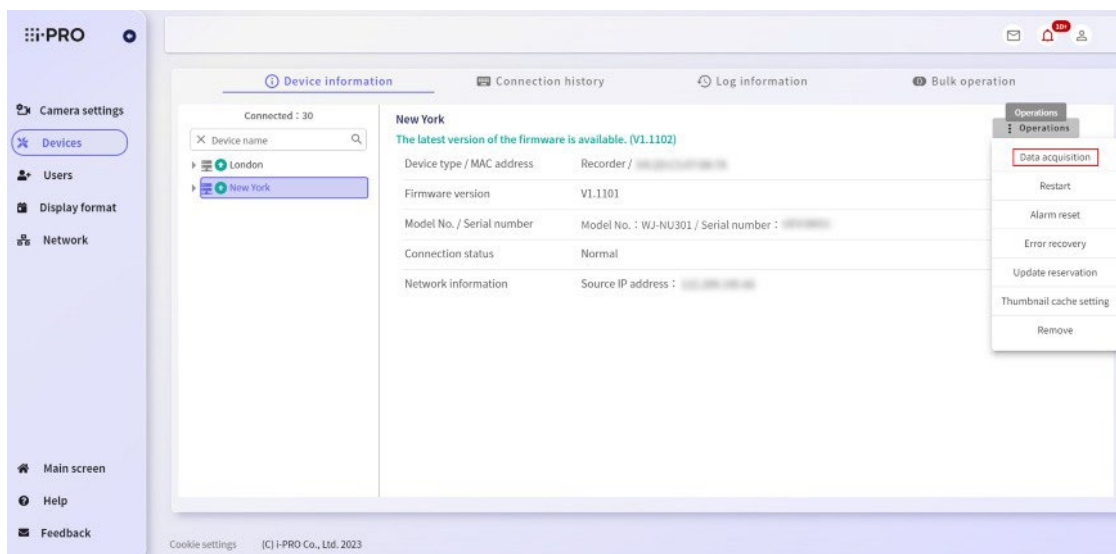 i-PRO
10+
Camera settings
Devices
Users
Display format
Network
Main screen
Help
Feedback
Device information
Connection history
Log information
Bulk operation
Connected : 30
Device name
London
New York
New York
The latest version of the firmware is available. (V1.1102)
Device type / MAC address Recorder /
Firmware version V1.1101
Model No. / Serial number Model No. : WJ-NU301 / Serial number :
Connection status Normal
Network information Source IP address :
Operations
Operations
Data acquisition
Restart
Alarm reset
Error recovery
Update reservation
Thumbnail cache setting
Remove
Cookie settings (C) i-PRO Co., Ltd. 2023